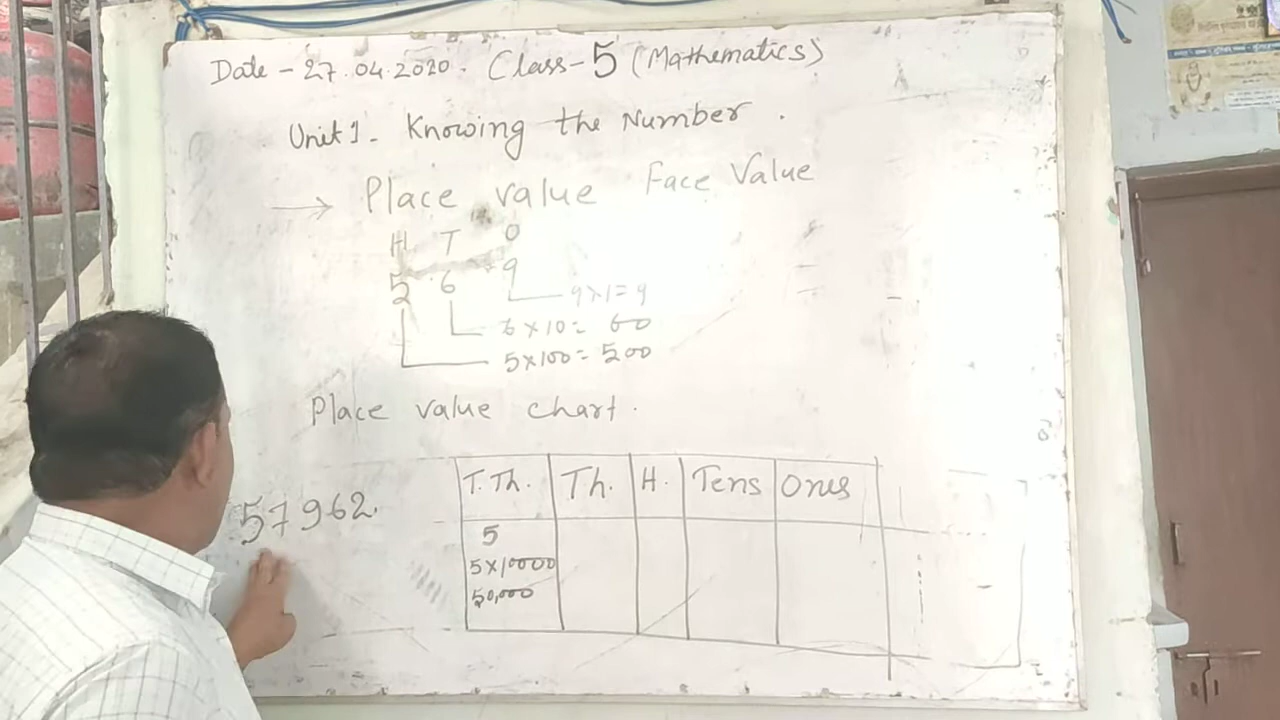 Date - 27.04.2020. Class-5 (Mathematics)
Unit 1- Knowing the Number.
→ Place value Face Value
H T O
5 6 9
9×1=9
6×10= 60
5×100= 500
Place value chart.
T.Th. Th. H. Tens Ones
57962.
5
5×10000
50,000